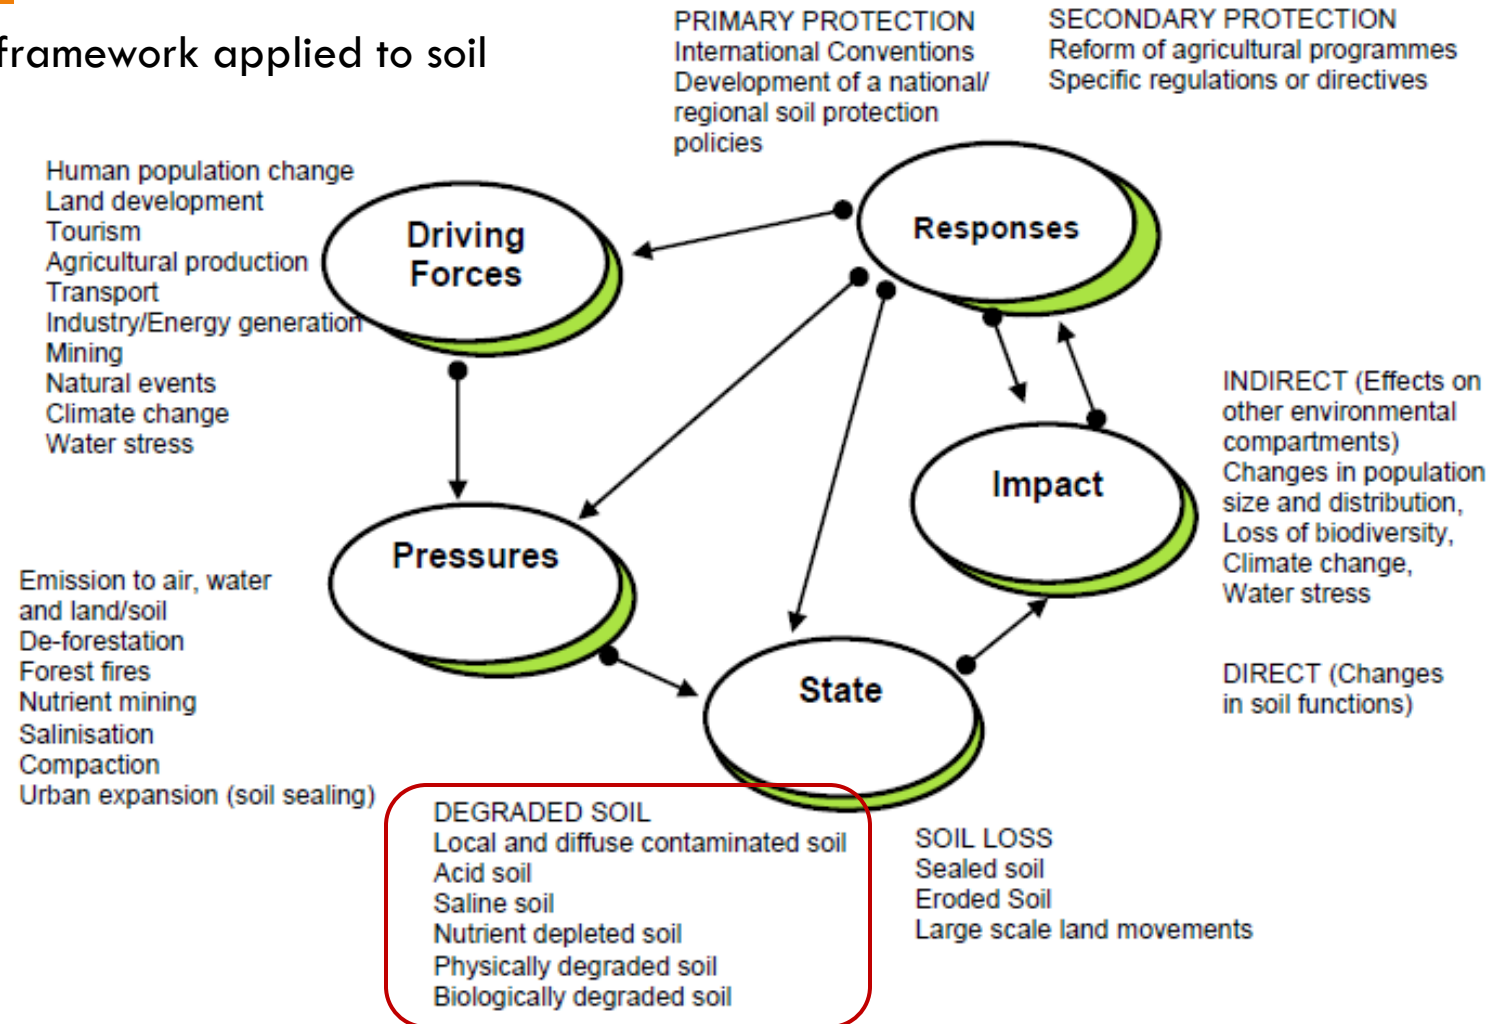 framework applied to soil
PRIMARY PROTECTION
International Conventions
Development of a national/
regional soil protection
policies
SECONDARY PROTECTION
Reform of agricultural programmes
Specific regulations or directives
Human population change
Land development
Tourism
Agricultural production
Transport
Industry/Energy generation
Mining
Natural events
Climate change
Water stress
Driving
Forces
Responses
INDIRECT (Effects on
other environmental
compartments)
Changes in population
size and distribution,
Loss of biodiversity,
Climate change,
Water stress
DIRECT (Changes
in soil functions)
Impact
Pressures
Emission to air, water
and land/soil
De-forestation
Forest fires
Nutrient mining
Salinisation
Compaction
Urban expansion (soil sealing)
State
DEGRADED SOIL
Local and diffuse contaminated soil
Acid soil
Saline soil
Nutrient depleted soil
Physically degraded soil
Biologically degraded soil
SOIL LOSS
Sealed soil
Eroded Soil
Large scale land movements